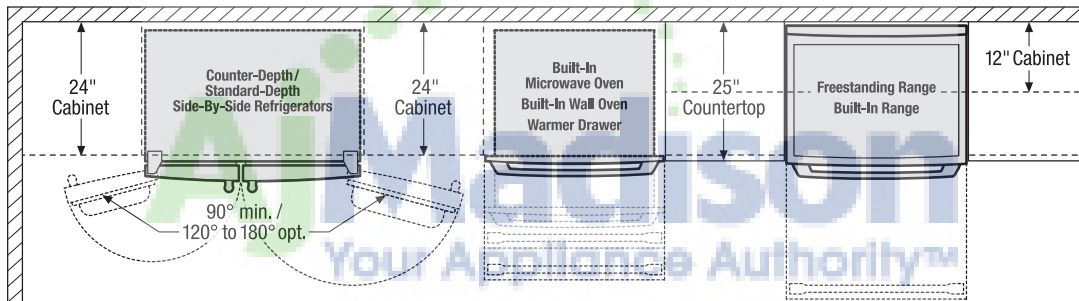 24"
Cabinet
Counter-Depth/
Standard-Depth
Side-By-Side Refrigerators
24"
Cabinet
Built-In
Microwave Oven
Built-In Wall Oven
Warmer Drawer
25"
Countertop
Freestanding Range
Built-In Range
12" Cabinet
90° min. /
120° to 180° opt.
AjMadison
Your Appliance Authority™